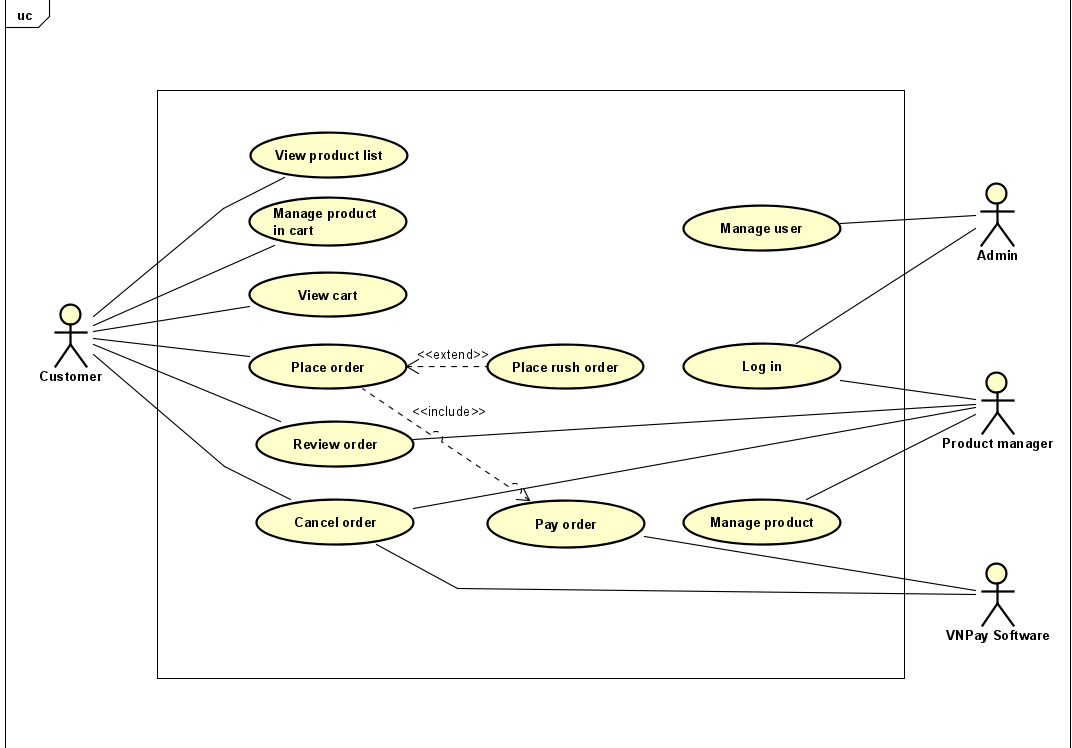 uc
View product list
Manage product
in cart
Manage user
Admin
View cart
Customer
<<extend>>
Place order
Place rush order
Log in
<<include>>
Review order
Product manager
Cancel order
Pay order
Manage product
VNPay Software